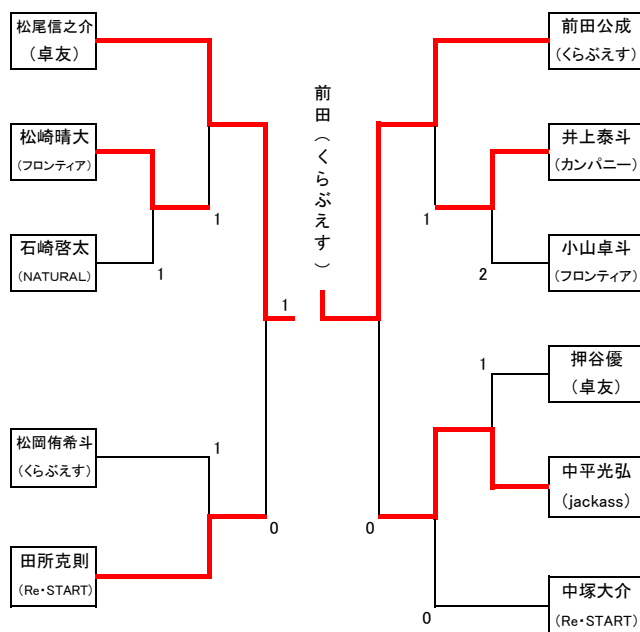 松尾信之介
(卓友)
松崎晴大
(フロンティア)
1
石崎啓太
(NATURAL)
1
松岡侑希斗
(くらぶえす)
1
田所克則
(Re・START)
0
1
前田(くらぶえす)
前田公成
(くらぶえす)
井上泰斗
(カンパニー)
1
小山卓斗
(フロンティア)
2
押谷優
(卓友)
1
中平光弘
(jackass)
0
中塚大介
(Re・START)
0